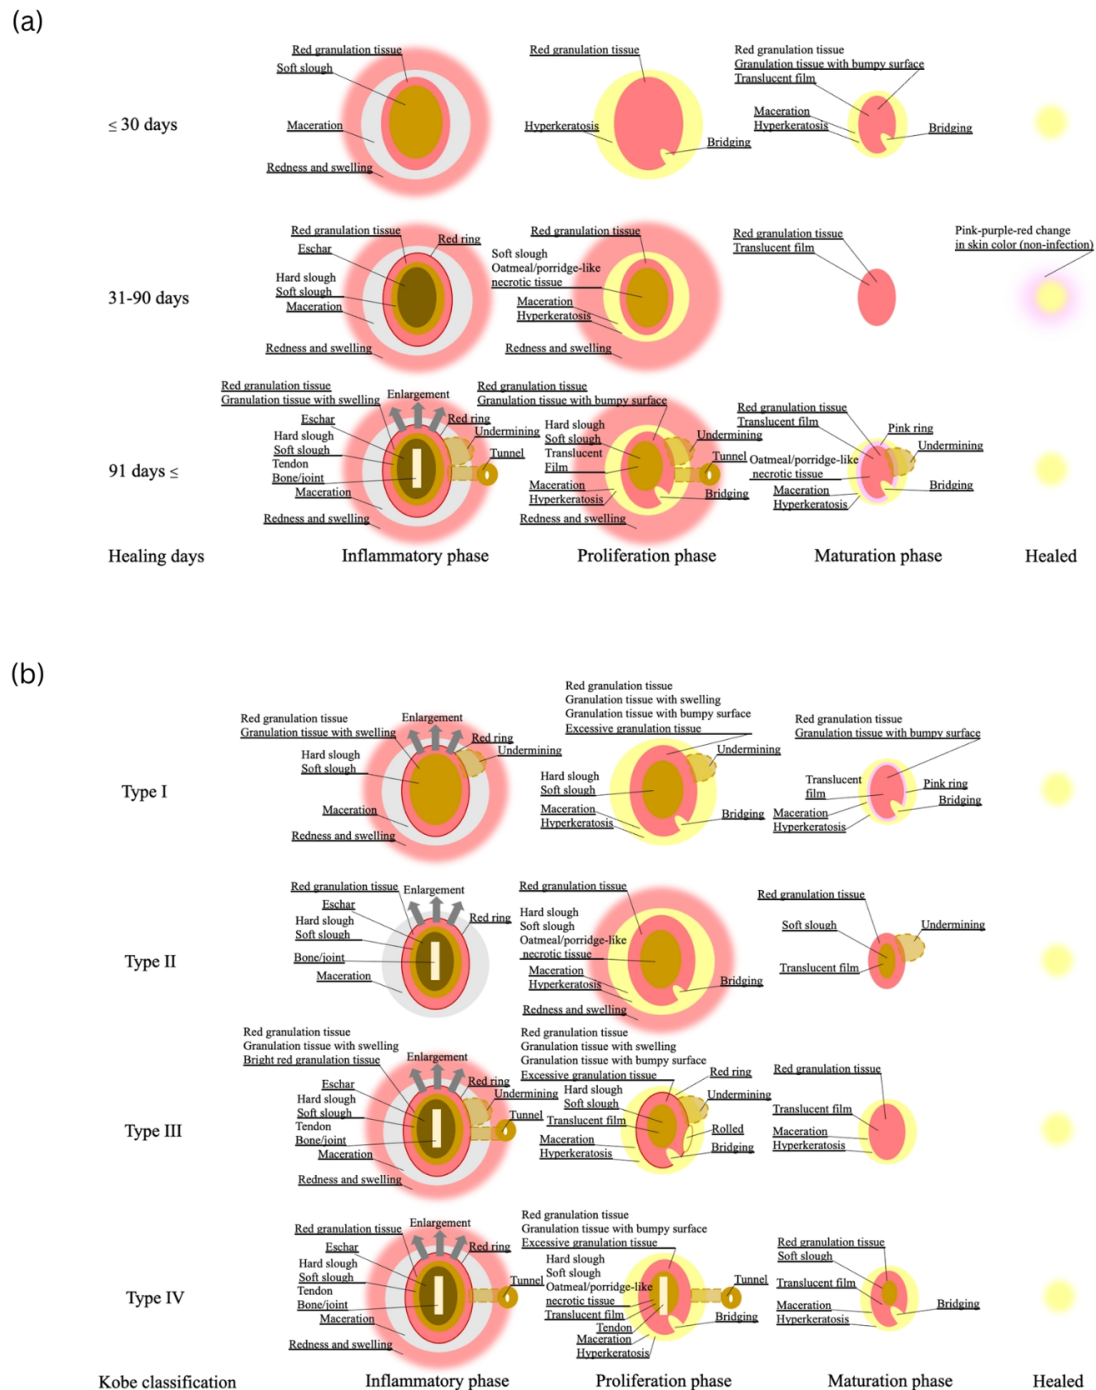 (a)
≤ 30 days
Red granulation tissue
Soft slough
Maceration
Redness and swelling
Red granulation tissue
Hyperkeratosis
Bridging
Red granulation tissue
Granulation tissue with bumpy surface
Translucent film
Maceration
Hyperkeratosis
Bridging
31-90 days
Red granulation tissue
Red ring
Eschar
Hard slough
Soft slough
Maceration
Redness and swelling
Red granulation tissue
Soft slough
Oatmeal/porridge-like
necrotic tissue
Maceration
Hyperkeratosis
Redness and swelling
Red granulation tissue
Translucent film
Pink-purple-red change
in skin color (non-infection)
91 days ≤
Red granulation tissue
Granulation tissue with swelling
Enlargement
Eschar
Red ring
Undermining
Hard slough
Soft slough
Tendon
Bone/joint
Tunnel
Maceration
Redness and swelling
Red granulation tissue
Granulation tissue with bumpy surface
Hard slough
Soft slough
Translucent
Film
Undermining
Tunnel
Maceration
Hyperkeratosis
Bridging
Redness and swelling
Red granulation tissue
Translucent film
Pink ring
Undermining
Oatmeal/porridge-like
necrotic tissue
Maceration
Hyperkeratosis
Bridging
Healing days
Inflammatory phase
Proliferation phase
Maturation phase
Healed
(b)
Type I
Red granulation tissue
Granulation tissue with swelling
Enlargement
Red ring
Undermining
Hard slough
Soft slough
Maceration
Redness and swelling
Red granulation tissue
Granulation tissue with swelling
Granulation tissue with bumpy surface
Excessive granulation tissue
Undermining
Hard slough
Soft slough
Maceration
Hyperkeratosis
Bridging
Red granulation tissue
Granulation tissue with bumpy surface
Translucent
film
Pink ring
Maceration
Hyperkeratosis
Bridging
Type II
Red granulation tissue
Enlargement
Eschar
Red ring
Hard slough
Soft slough
Bone/joint
Maceration
Red granulation tissue
Hard slough
Soft slough
Oatmeal/porridge-like
necrotic tissue
Maceration
Hyperkeratosis
Bridging
Redness and swelling
Red granulation tissue
Soft slough
Undermining
Translucent film
Type III
Red granulation tissue
Granulation tissue with swelling
Bright red granulation tissue
Enlargement
Eschar
Red ring
Undermining
Hard slough
Soft slough
Tendon
Bone/joint
Tunnel
Maceration
Redness and swelling
Red granulation tissue
Granulation tissue with swelling
Granulation tissue with bumpy surface
Excessive granulation tissue
Red ring
Hard slough
Soft slough
Undermining
Translucent film
Rolled
Maceration
Hyperkeratosis
Bridging
Red granulation tissue
Translucent film
Maceration
Hyperkeratosis
Type IV
Red granulation tissue
Enlargement
Eschar
Red ring
Hard slough
Soft slough
Tendon
Bone/joint
Tunnel
Maceration
Redness and swelling
Red granulation tissue
Granulation tissue with bumpy surface
Excessive granulation tissue
Hard slough
Soft slough
Oatmeal/porridge-like
necrotic tissue
Translucent film
Tendon
Maceration
Hyperkeratosis
Tunnel
Bridging
Red granulation tissue
Soft slough
Translucent film
Maceration
Hyperkeratosis
Bridging
Kobe classification
Inflammatory phase
Proliferation phase
Maturation phase
Healed